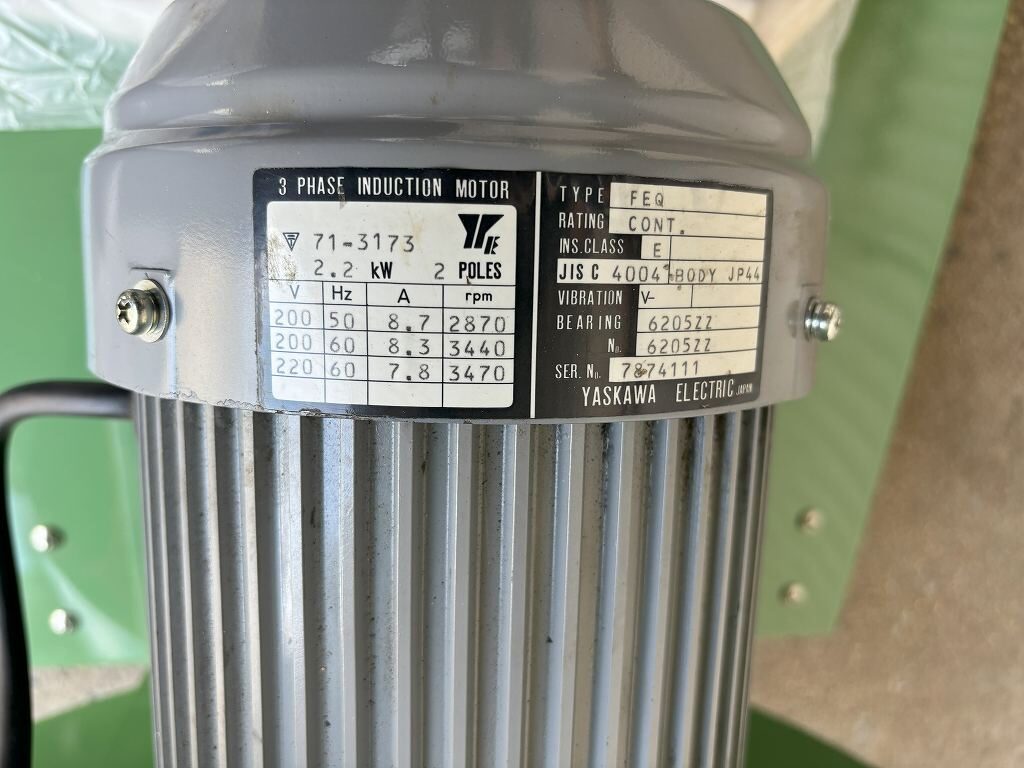 3 PHASE INDUCTION MOTOR
71-3173
2.2 kW 2 POLES
V Hz A rpm
200 50 8.7 2870
200 60 8.3 3440
220 60 7.8 3470
TYPE FEQ
RATING CONT.
INS.CLASS E
JIS C 4004 BODY JP44
VIBRATION V-
BEARING 6205ZZ
No. 6205ZZ
SER. No. 7874111
YASKAWA ELECTRIC JAPAN